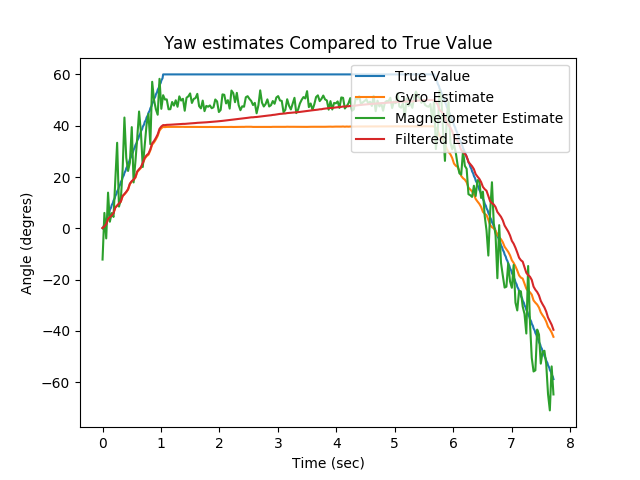 Yaw estimates Compared to True Value
True Value
Gyro Estimate
Magnetometer Estimate
Filtered Estimate
60
40
20
0
−20
−40
−60
Angle (degres)
0 1 2 3 4 5 6 7 8
Time (sec)